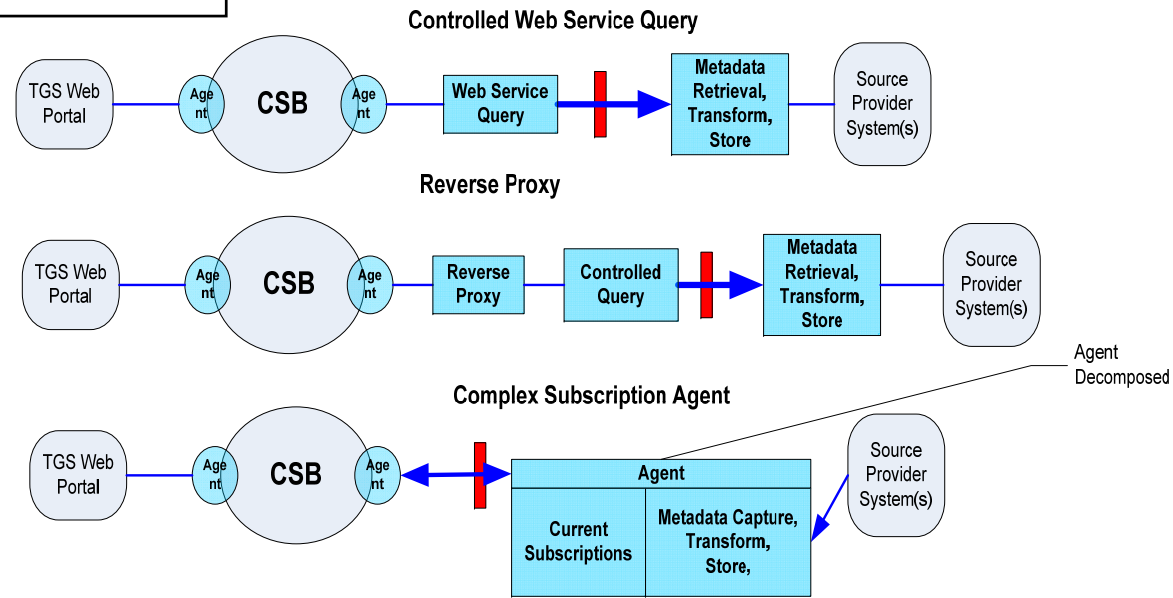 Controlled Web Service Query
TGS Web
Portal
Age
nt
CSB
Age
nt
Web Service
Query
Metadata
Retrieval,
Transform,
Store
Source
Provider
System(s)
Reverse Proxy
TGS Web
Portal
Age
nt
CSB
Age
nt
Reverse
Proxy
Controlled
Query
Metadata
Retrieval,
Transform,
Store
Source
Provider
System(s)
Agent
Decomposed
Complex Subscription Agent
TGS Web
Portal
Age
nt
CSB
Age
nt
Agent
Current
Subscriptions
Metadata Capture,
Transform,
Store,
Source
Provider
System(s)